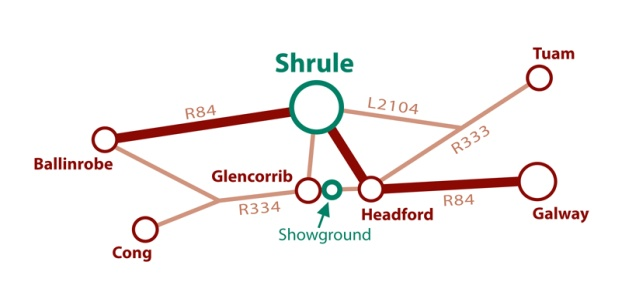 Tuam
Shrule
R84
L2104
R333
Ballinrobe
Glencorrib
R334
Headford
R84
Galway
Showground
Cong